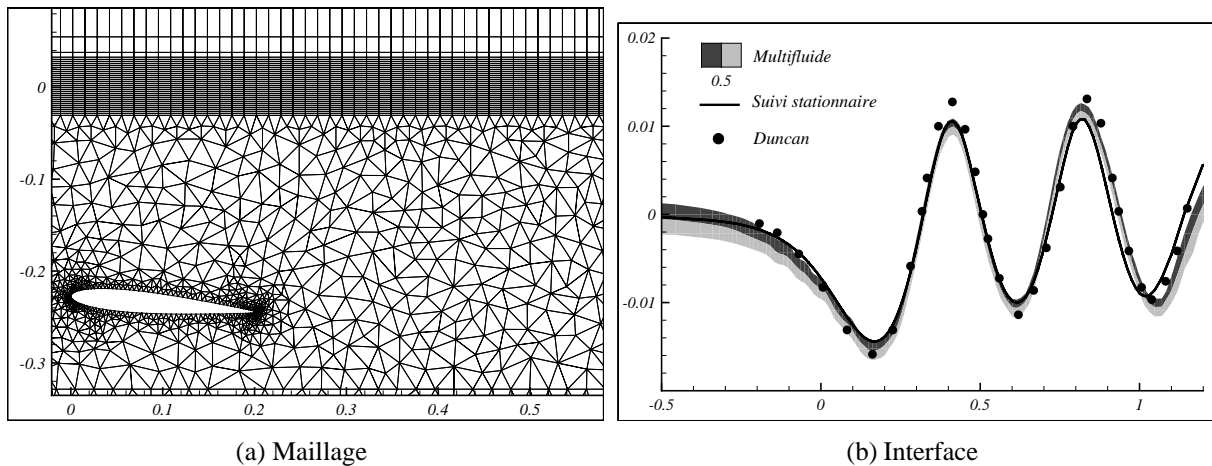 0
-0.1
-0.2
-0.3
0 0.1 0.2 0.3 0.4 0.5
(a) Maillage
0.02
0.01
0
-0.01
-0.5 0 0.5 1
0.5
Multifluide
Suivi stationnaire
Duncan
(b) Interface